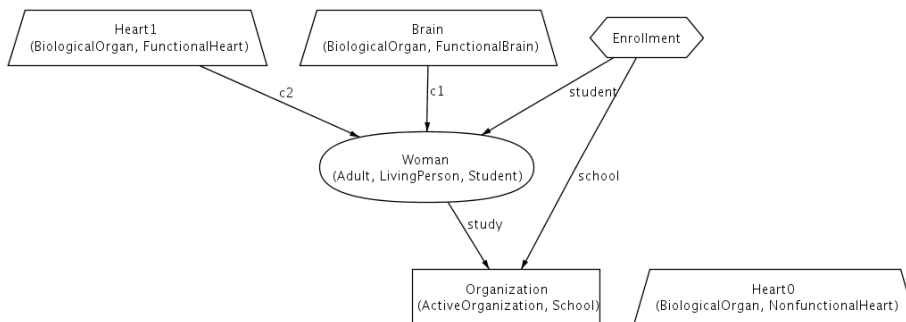 Heart1
(BiologicalOrgan, FunctionalHeart)
Brain
(BiologicalOrgan, FunctionalBrain)
Enrollment
c2
c1
student
Woman
(Adult, LivingPerson, Student)
school
study
Organization
(ActiveOrganization, School)
Heart0
(BiologicalOrgan, NonfunctionalHeart)